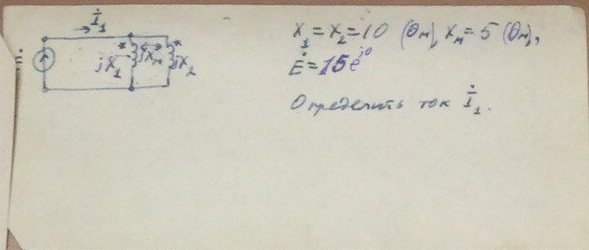 İ₁
X₁ = X₂ = 10 (Ом), Xм = 5 (Ом),
* jXм *
Ė = 15e^j0
Ė jX₁ jX₂
Определить ток İ₁.